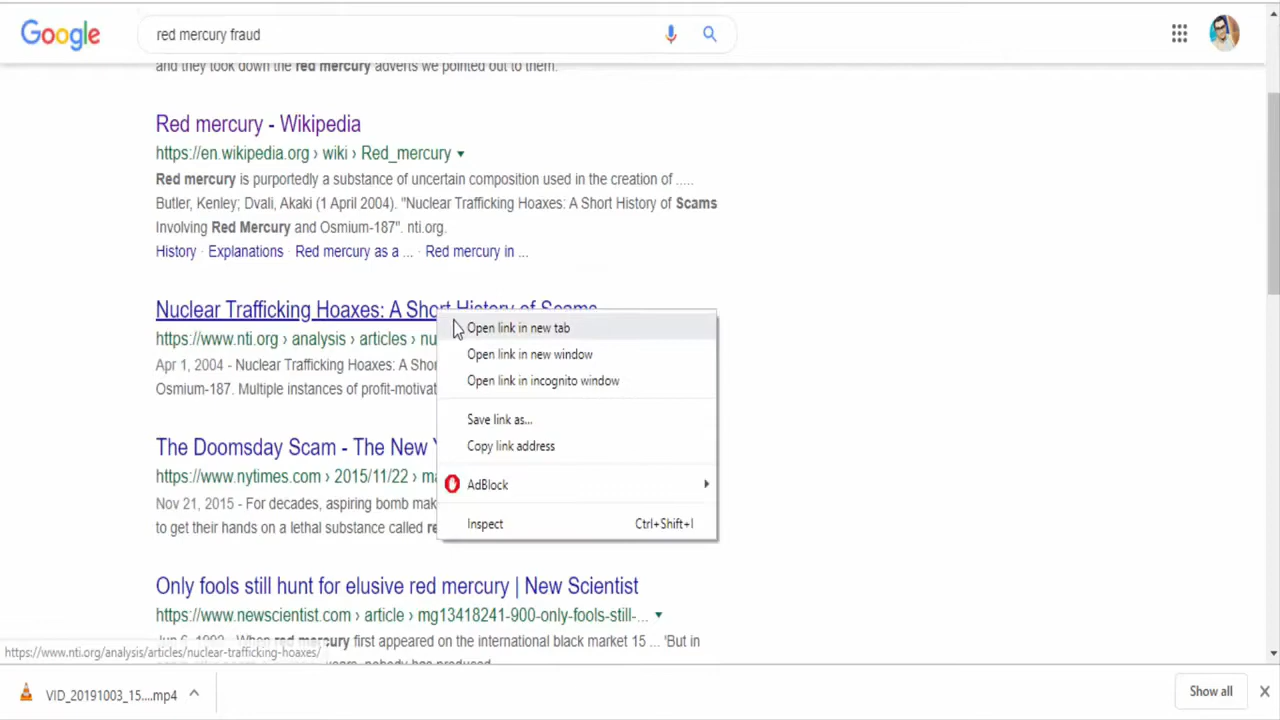 Google
red mercury fraud
and they took down the red mercury adverts we pointed out to them.
Red mercury - Wikipedia
https://en.wikipedia.org › wiki › Red_mercury
Red mercury is purportedly a substance of uncertain composition used in the creation of .....
Butler, Kenley; Dvali, Akaki (1 April 2004). "Nuclear Trafficking Hoaxes: A Short History of Scams
Involving Red Mercury and Osmium-187". nti.org.
History · Explanations · Red mercury as a ... · Red mercury in ...
Nuclear Trafficking Hoaxes: A Short History of Scams
https://www.nti.org › analysis › articles › nu
Apr 1, 2004 - Nuclear Trafficking Hoaxes: A Sho
Osmium-187. Multiple instances of profit-motiva
Open link in new tab
Open link in new window
Open link in incognito window
Save link as...
Copy link address
AdBlock
Inspect Ctrl+Shift+I
The Doomsday Scam - The New
https://www.nytimes.com › 2015/11/22 › ma
Nov 21, 2015 - For decades, aspiring bomb mak
to get their hands on a lethal substance called re
Only fools still hunt for elusive red mercury | New Scientist
https://www.newscientist.com › article › mg13418241-900-only-fools-still-...
When red mercury first appeared on the international black market 15 ... 'But in
https://www.nti.org/analysis/articles/nuclear-trafficking-hoaxes/
VID_20191003_15....mp4
Show all